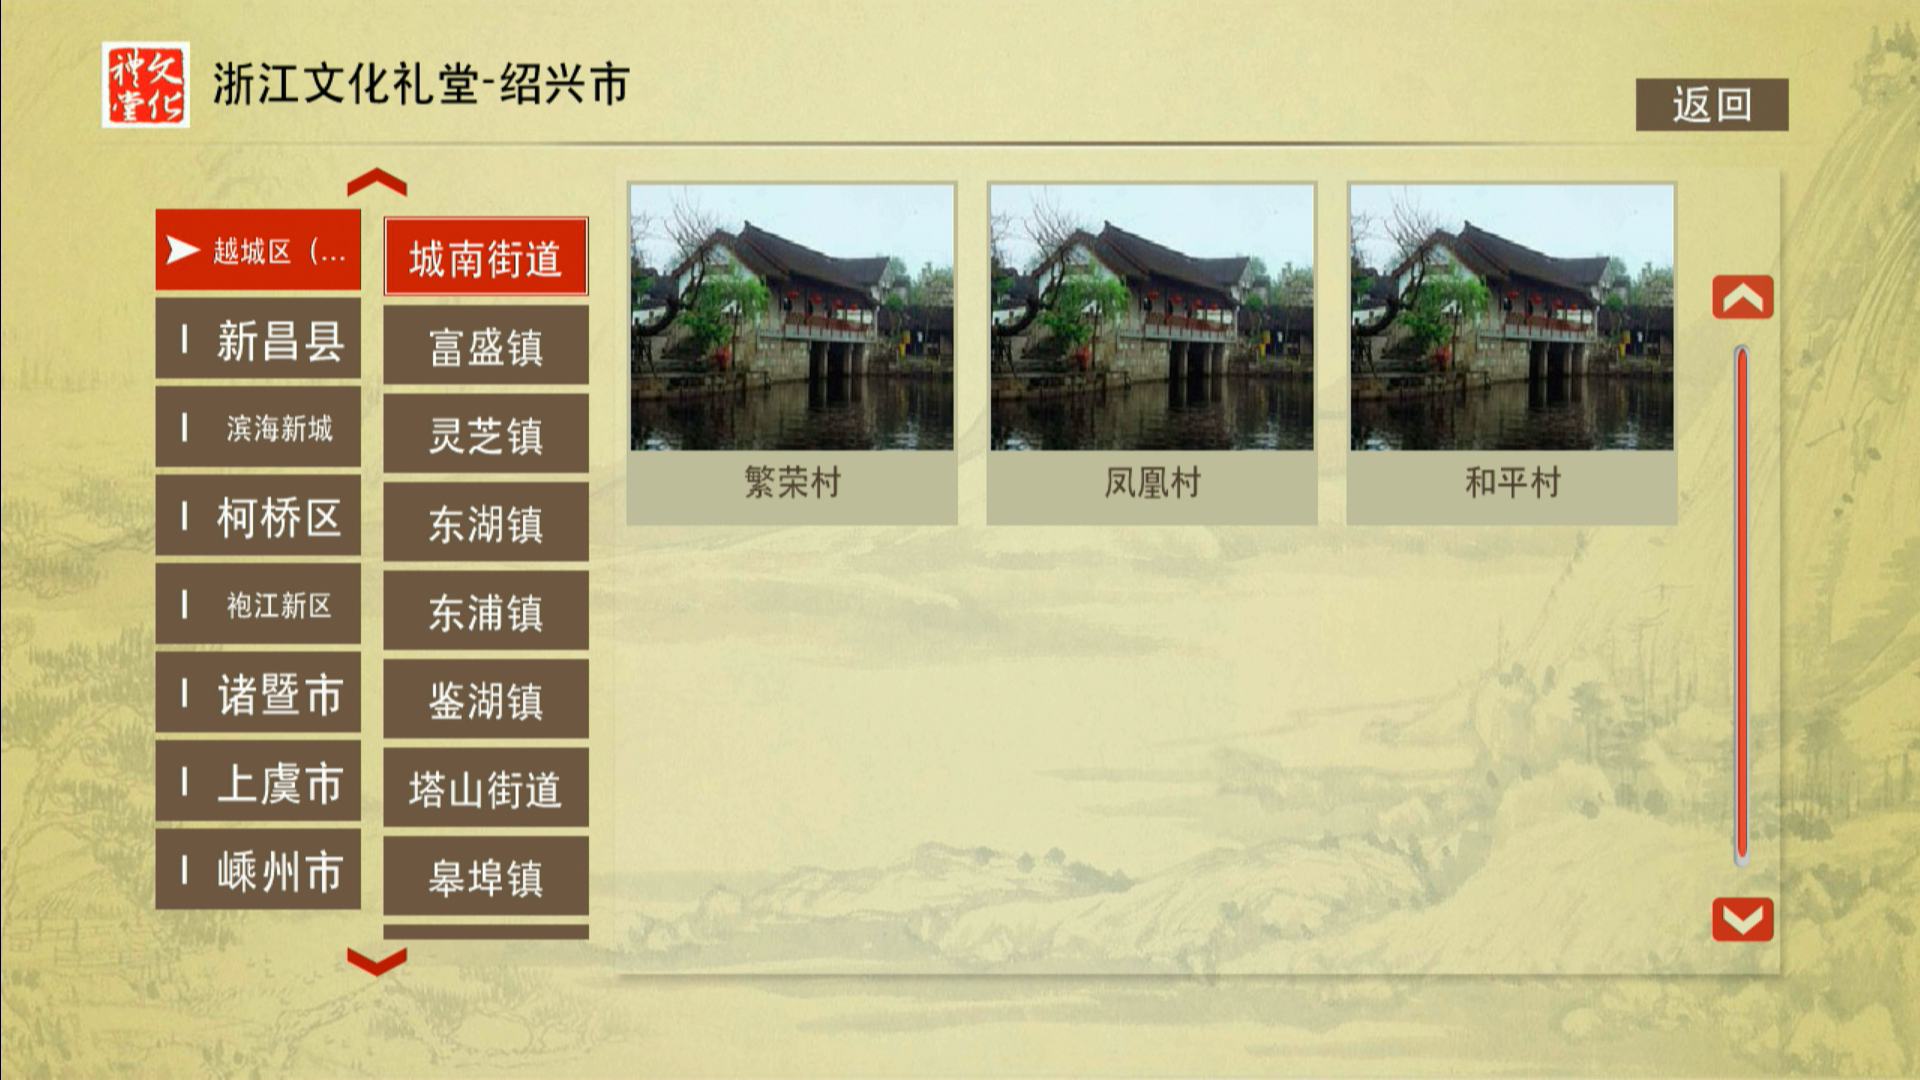 文化
禮堂
浙江文化礼堂-绍兴市
返回
越城区（...
新昌县
滨海新城
柯桥区
袍江新区
诸暨市
上虞市
嵊州市
城南街道
富盛镇
灵芝镇
东湖镇
东浦镇
鉴湖镇
塔山街道
皋埠镇
繁荣村
凤凰村
和平村